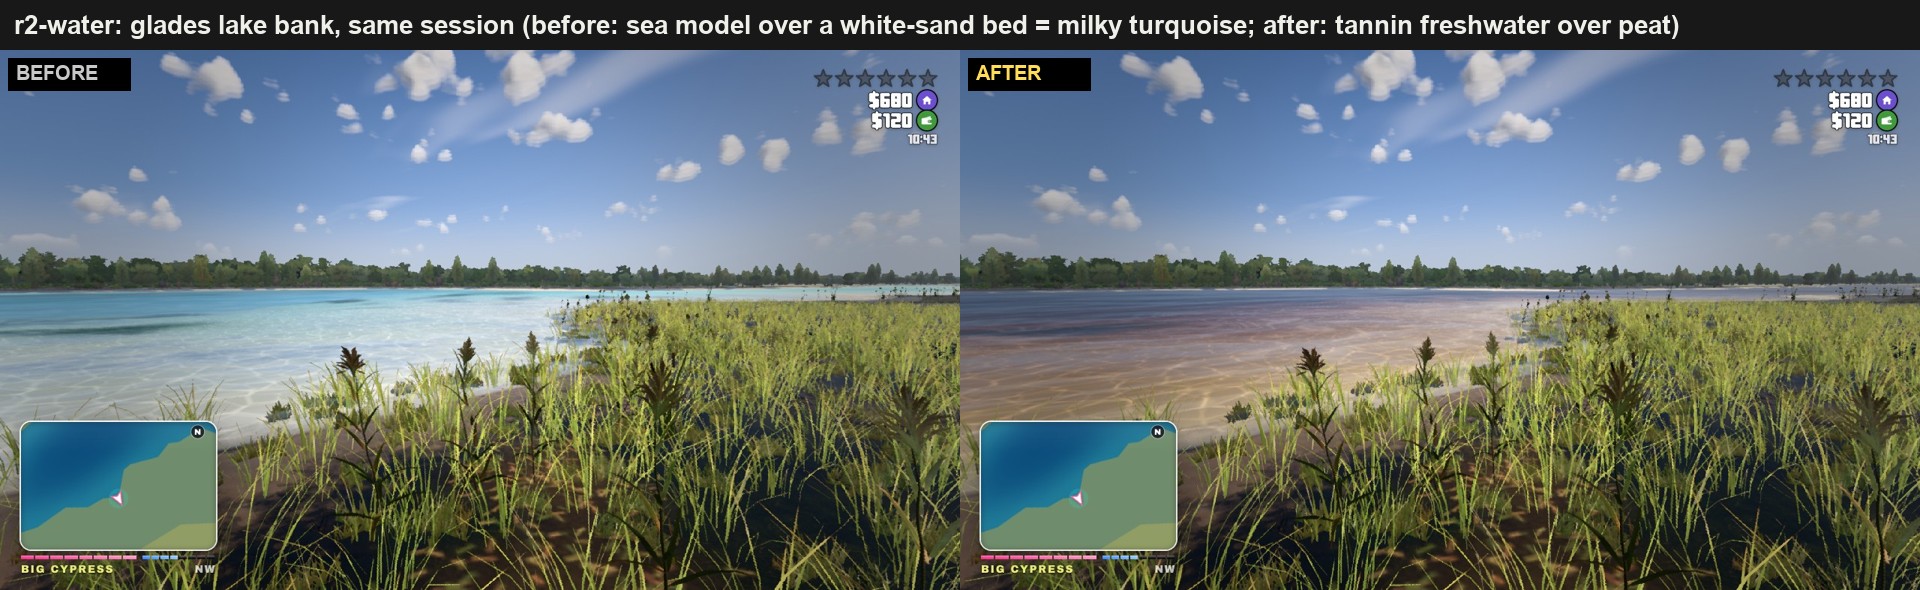 r2-water: glades lake bank, same session (before: sea model over a white-sand bed = milky turquoise; after: tannin freshwater over peat)
BEFORE
$680
$120
10:43
N
BIG CYPRESS
NW
AFTER
$680
$120
10:43
N
BIG CYPRESS
NW